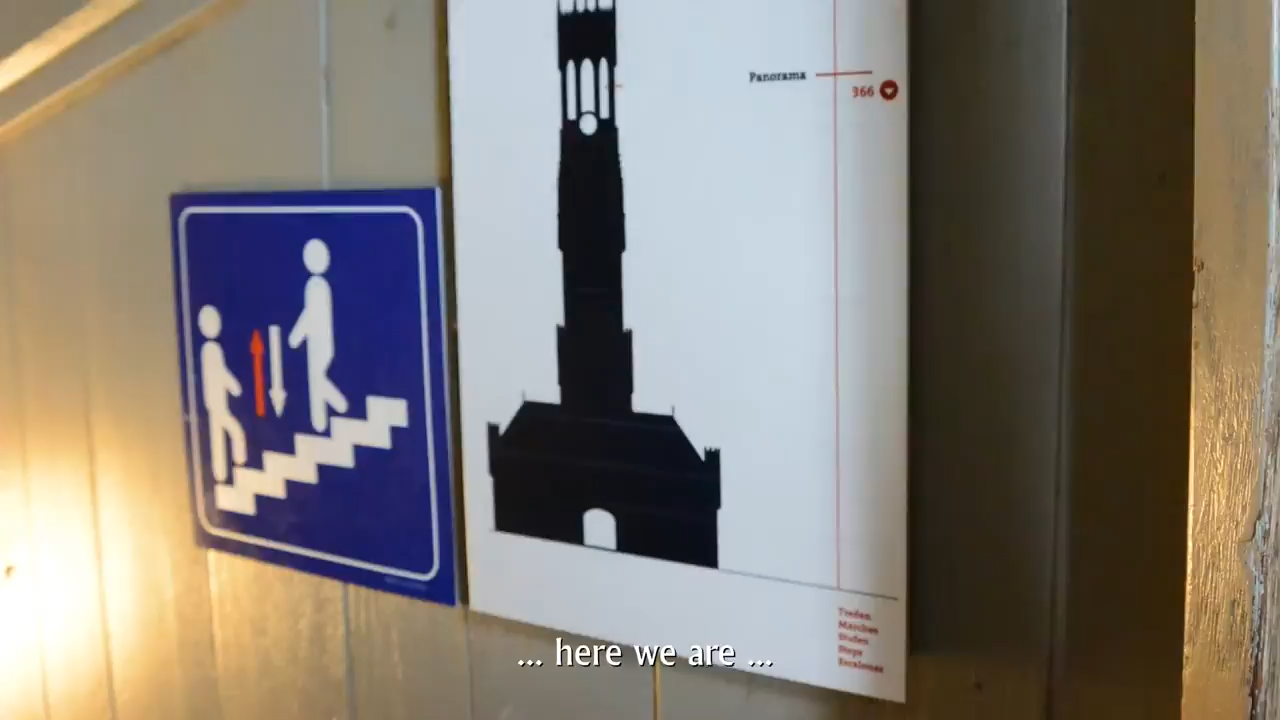 Panorama
366
Treden
Marches
Stufen
Steps
Escalones
... here we are ...